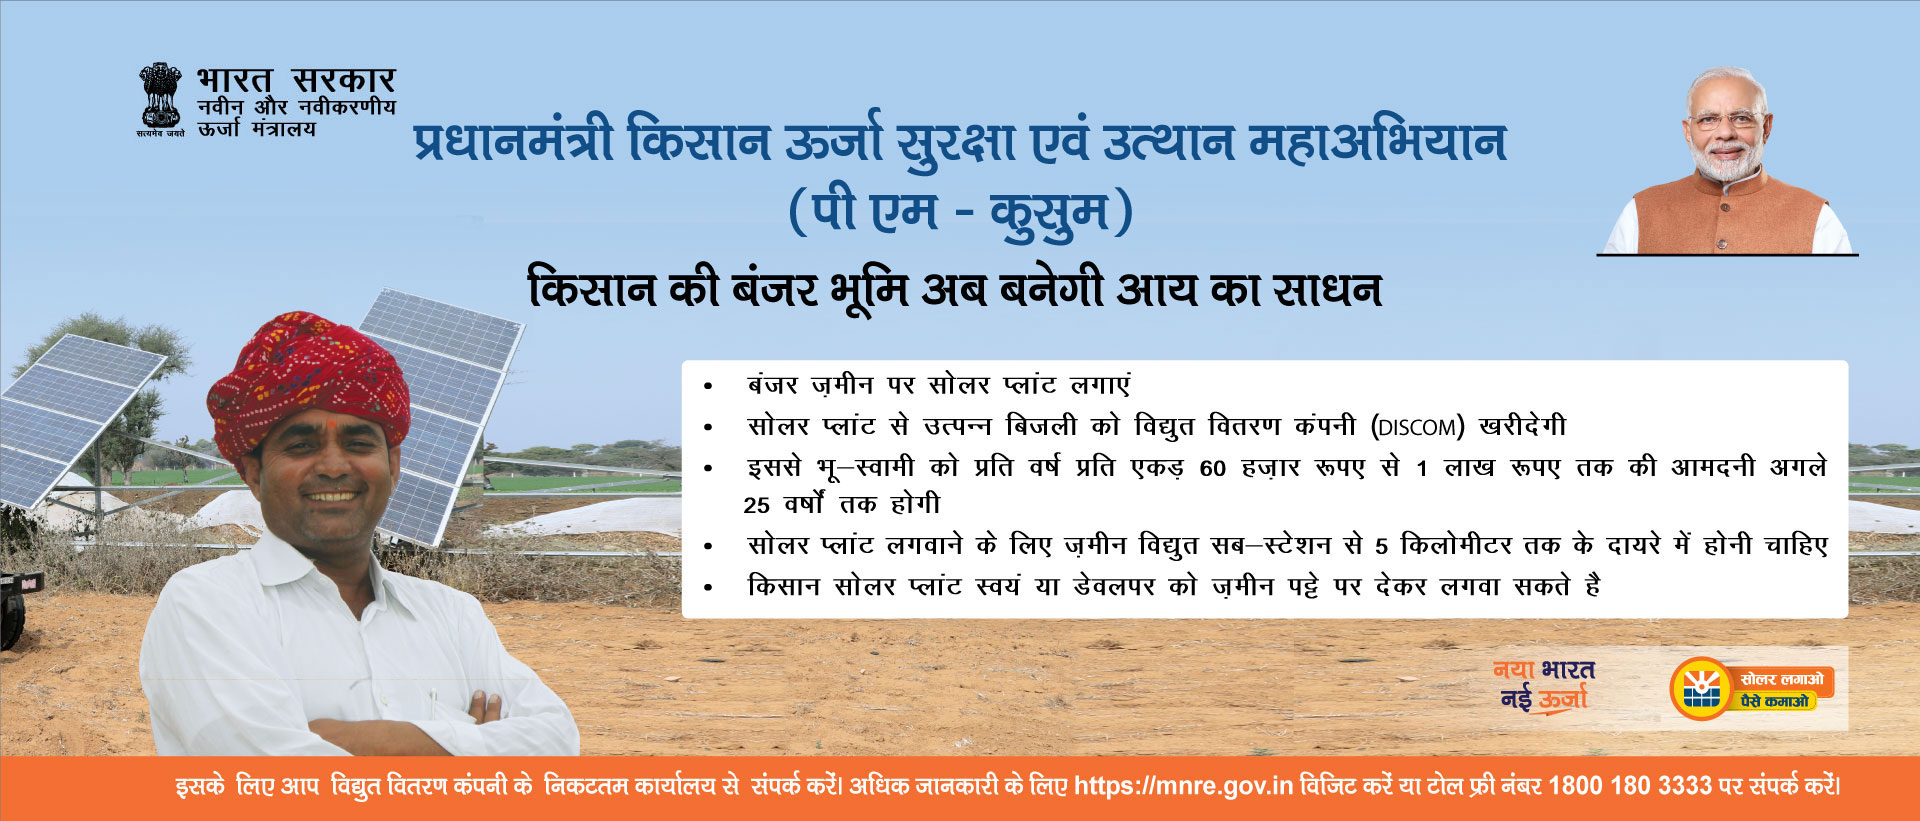 भारत सरकार
नवीन और नवीकरणीय
ऊर्जा मंत्रालय
सत्यमेव जयते
प्रधानमंत्री किसान ऊर्जा सुरक्षा एवं उत्थान महाअभियान
(पी एम - कुसुम)
किसान की बंजर भूमि अब बनेगी आय का साधन
• बंजर ज़मीन पर सोलर प्लांट लगाएं
• सोलर प्लांट से उत्पन्न बिजली को विद्युत वितरण कंपनी (DISCOM) खरीदेगी
• इससे भू–स्वामी को प्रति वर्ष प्रति एकड़ 60 हज़ार रूपए से 1 लाख रूपए तक की आमदनी अगले
25 वर्षों तक होगी
• सोलर प्लांट लगवाने के लिए ज़मीन विद्युत सब–स्टेशन से 5 किलोमीटर तक के दायरे में होनी चाहिए
• किसान सोलर प्लांट स्वयं या डेवलपर को ज़मीन पट्टे पर देकर लगवा सकते है
नया भारत
नई ऊर्जा
सोलर लगाओ
पैसे कमाओ
इसके लिए आप विद्युत वितरण कंपनी के निकटतम कार्यालय से संपर्क करें। अधिक जानकारी के लिए https://mnre.gov.in विजिट करें या टोल फ्री नंबर 1800 180 3333 पर संपर्क करें।